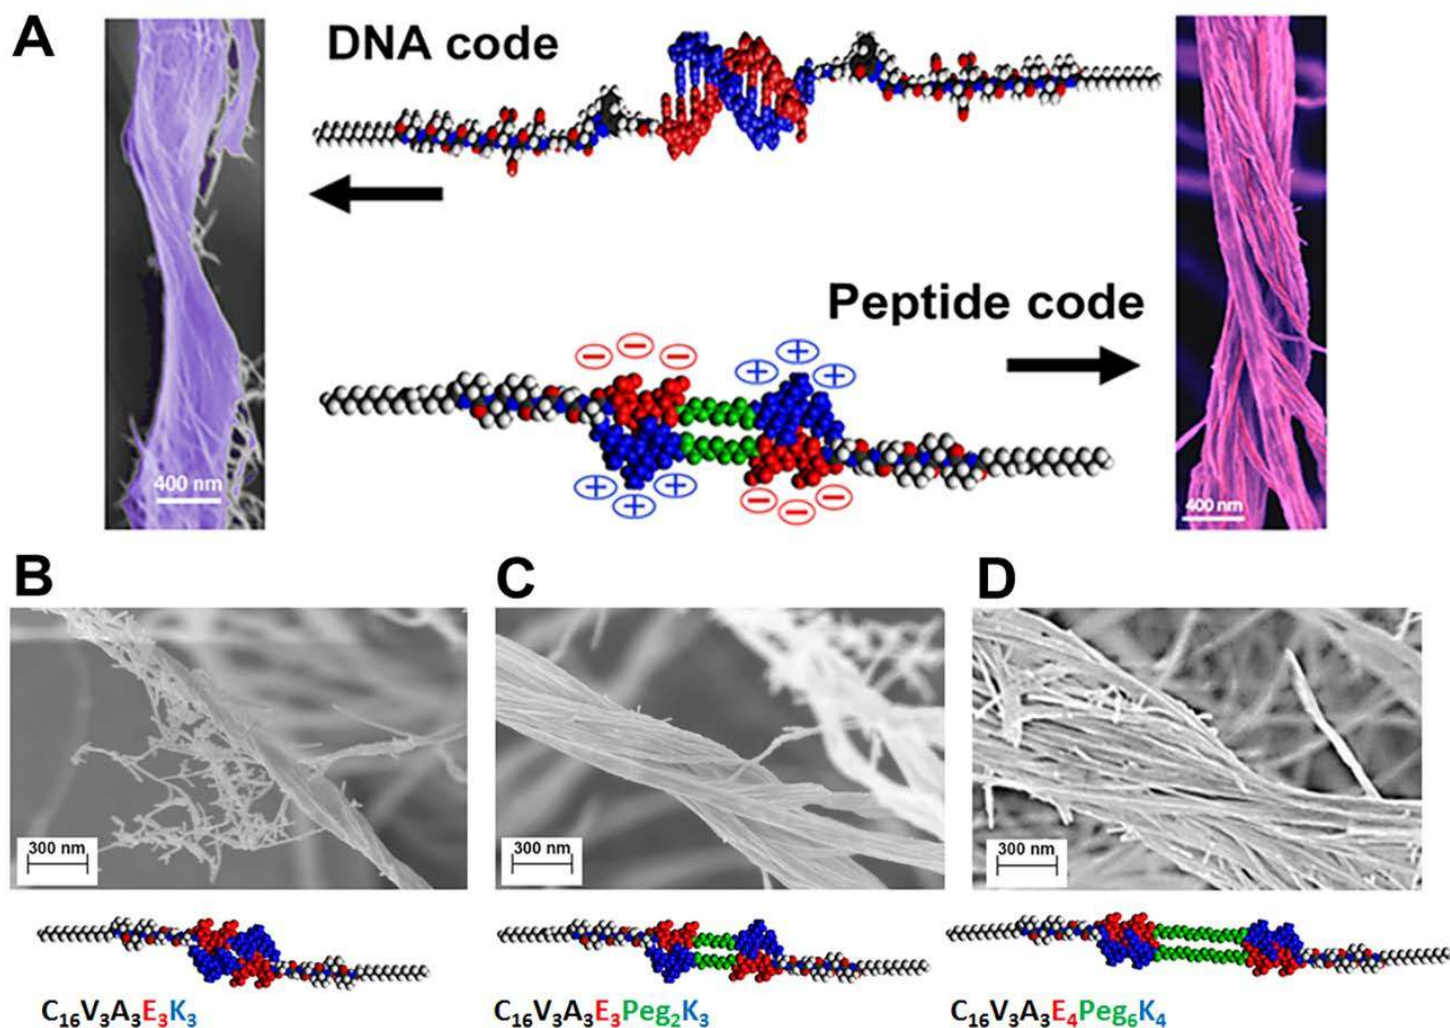 A
DNA code
Peptide code
400 nm
400 nm
B
C
D
300 nm
300 nm
300 nm
C₁₆V₃A₃E₃K₃
C₁₆V₃A₃E₃Peg₂K₃
C₁₆V₃A₃E₄Peg₆K₄